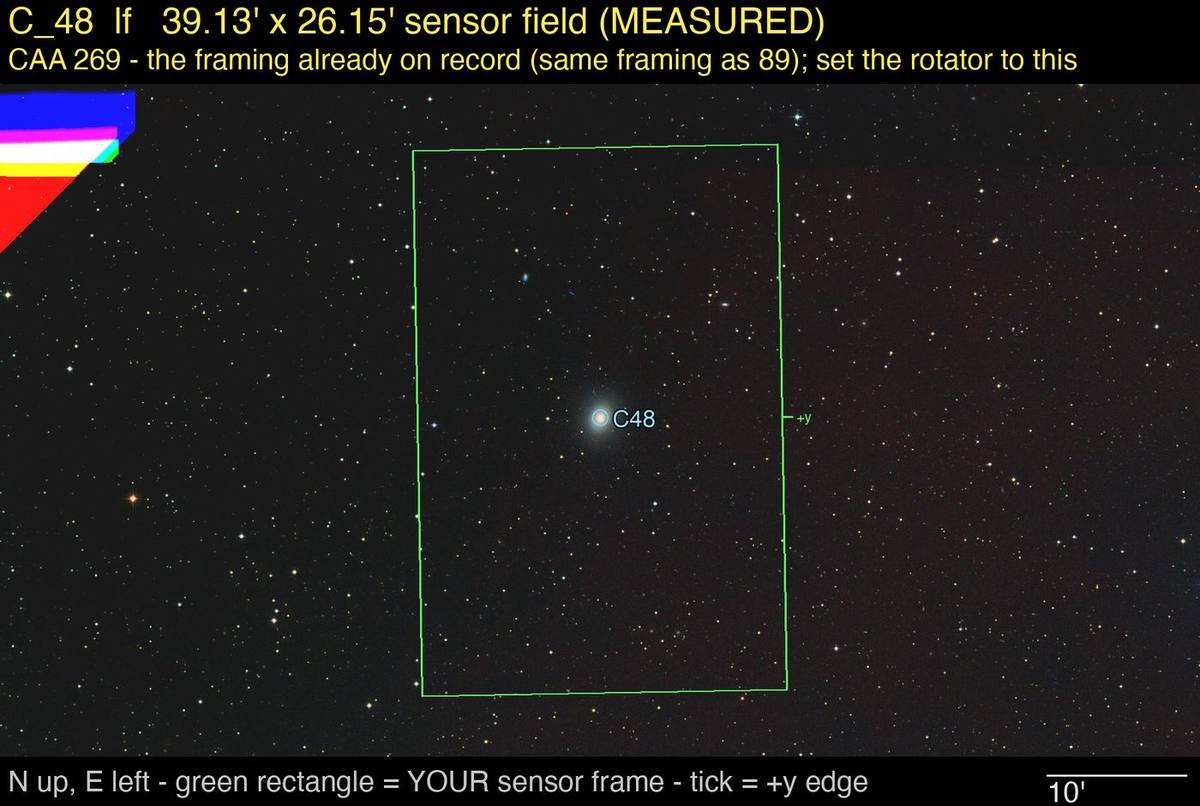 C_48 lf 39.13' x 26.15' sensor field (MEASURED)
CAA 269 - the framing already on record (same framing as 89); set the rotator to this
C48
+y
N up, E left - green rectangle = YOUR sensor frame - tick = +y edge
10'